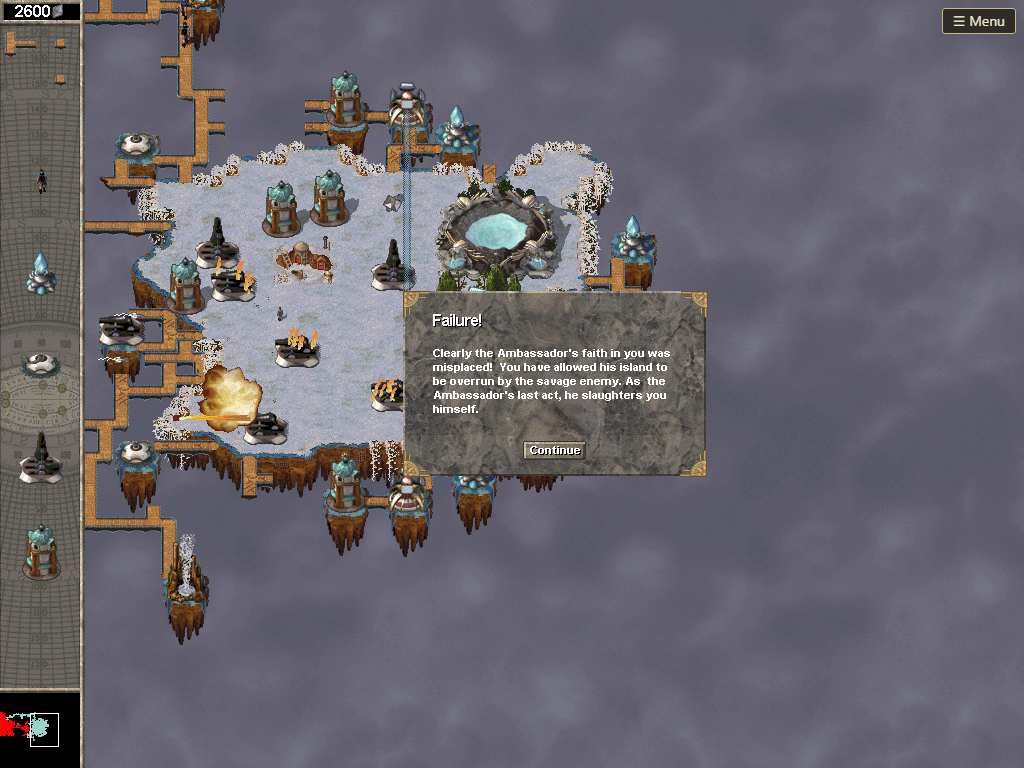 2600
☰ Menu
Failure!
Clearly the Ambassador's faith in you was
misplaced! You have allowed his island to
be overrun by the savage enemy. As the
Ambassador's last act, he slaughters you
himself.
Continue